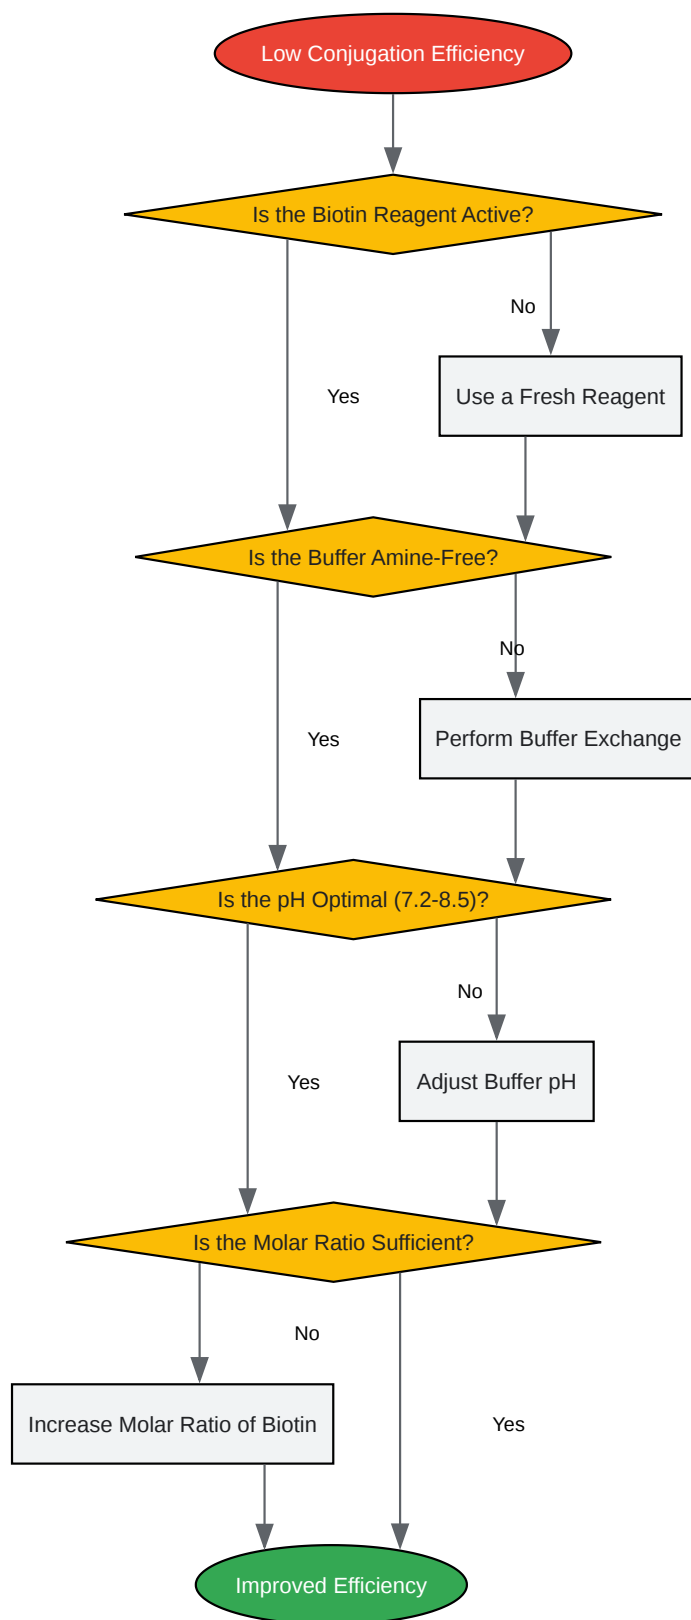 Low Conjugation Efficiency
Is the Biotin Reagent Active?
No
Yes
Use a Fresh Reagent
Is the Buffer Amine-Free?
No
Yes
Perform Buffer Exchange
Is the pH Optimal (7.2-8.5)?
No
Yes
Adjust Buffer pH
Is the Molar Ratio Sufficient?
No
Increase Molar Ratio of Biotin
Yes
Improved Efficiency